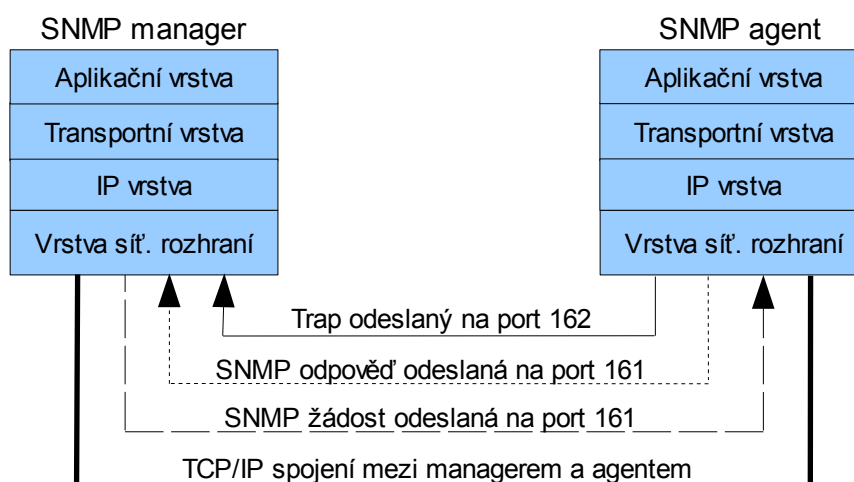 SNMP manager
SNMP agent
Aplikační vrstva
Aplikační vrstva
Transportní vrstva
Transportní vrstva
IP vrstva
IP vrstva
Vrstva síť. rozhraní
Vrstva síť. rozhraní
Trap odeslaný na port 162
SNMP odpověď odeslaná na port 161
SNMP žádost odeslaná na port 161
TCP/IP spojení mezi managerem a agentem